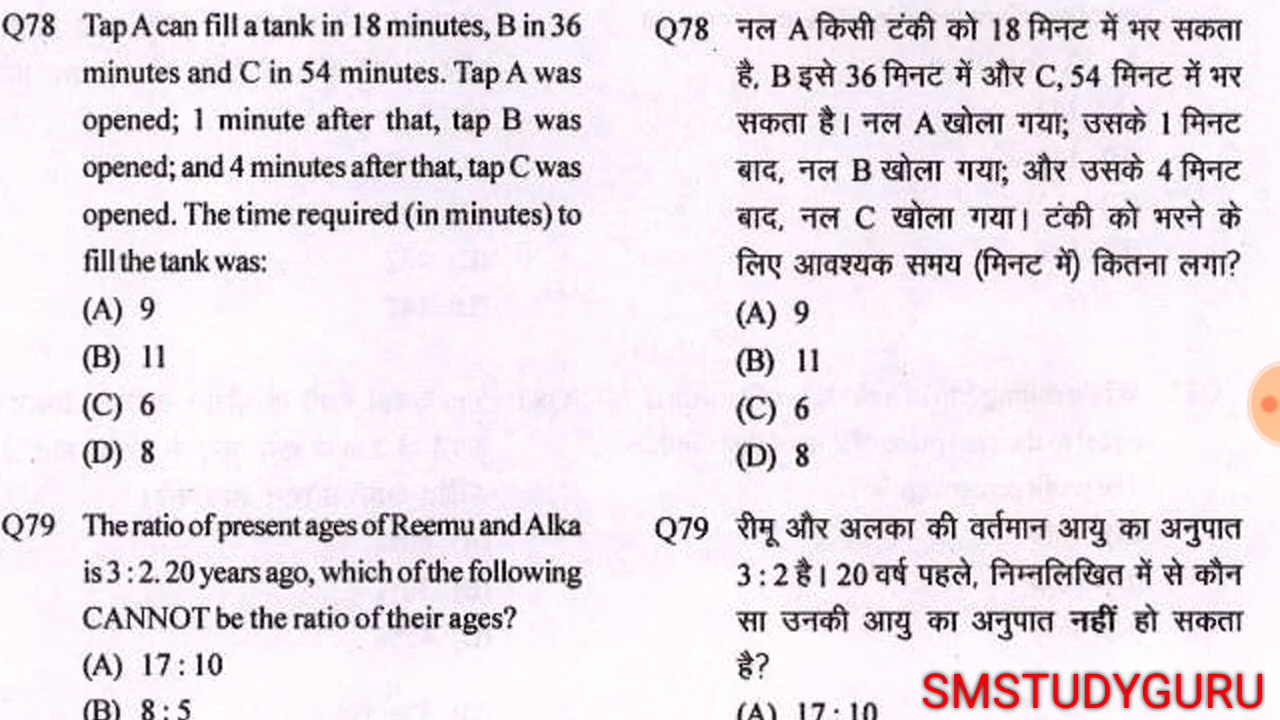 Q78 Tap A can fill a tank in 18 minutes, B in 36
minutes and C in 54 minutes. Tap A was
opened; 1 minute after that, tap B was
opened; and 4 minutes after that, tap C was
opened. The time required (in minutes) to
fill the tank was:
(A) 9
(B) 11
(C) 6
(D) 8
Q79 The ratio of present ages of Reemu and Alka
is 3 : 2. 20 years ago, which of the following
CANNOT be the ratio of their ages?
(A) 17 : 10
(B) 8 : 5
Q78 नल A किसी टंकी को 18 मिनट में भर सकता
है, B इसे 36 मिनट में और C, 54 मिनट में भर
सकता है। नल A खोला गया; उसके 1 मिनट
बाद, नल B खोला गया; और उसके 4 मिनट
बाद, नल C खोला गया। टंकी को भरने के
लिए आवश्यक समय (मिनट में) कितना लगा?
(A) 9
(B) 11
(C) 6
(D) 8
Q79 रीमू और अलका की वर्तमान आयु का अनुपात
3 : 2 है। 20 वर्ष पहले, निम्नलिखित में से कौन
सा उनकी आयु का अनुपात नहीं हो सकता
है?
(A) 17 : 10
SMSTUDYGURU